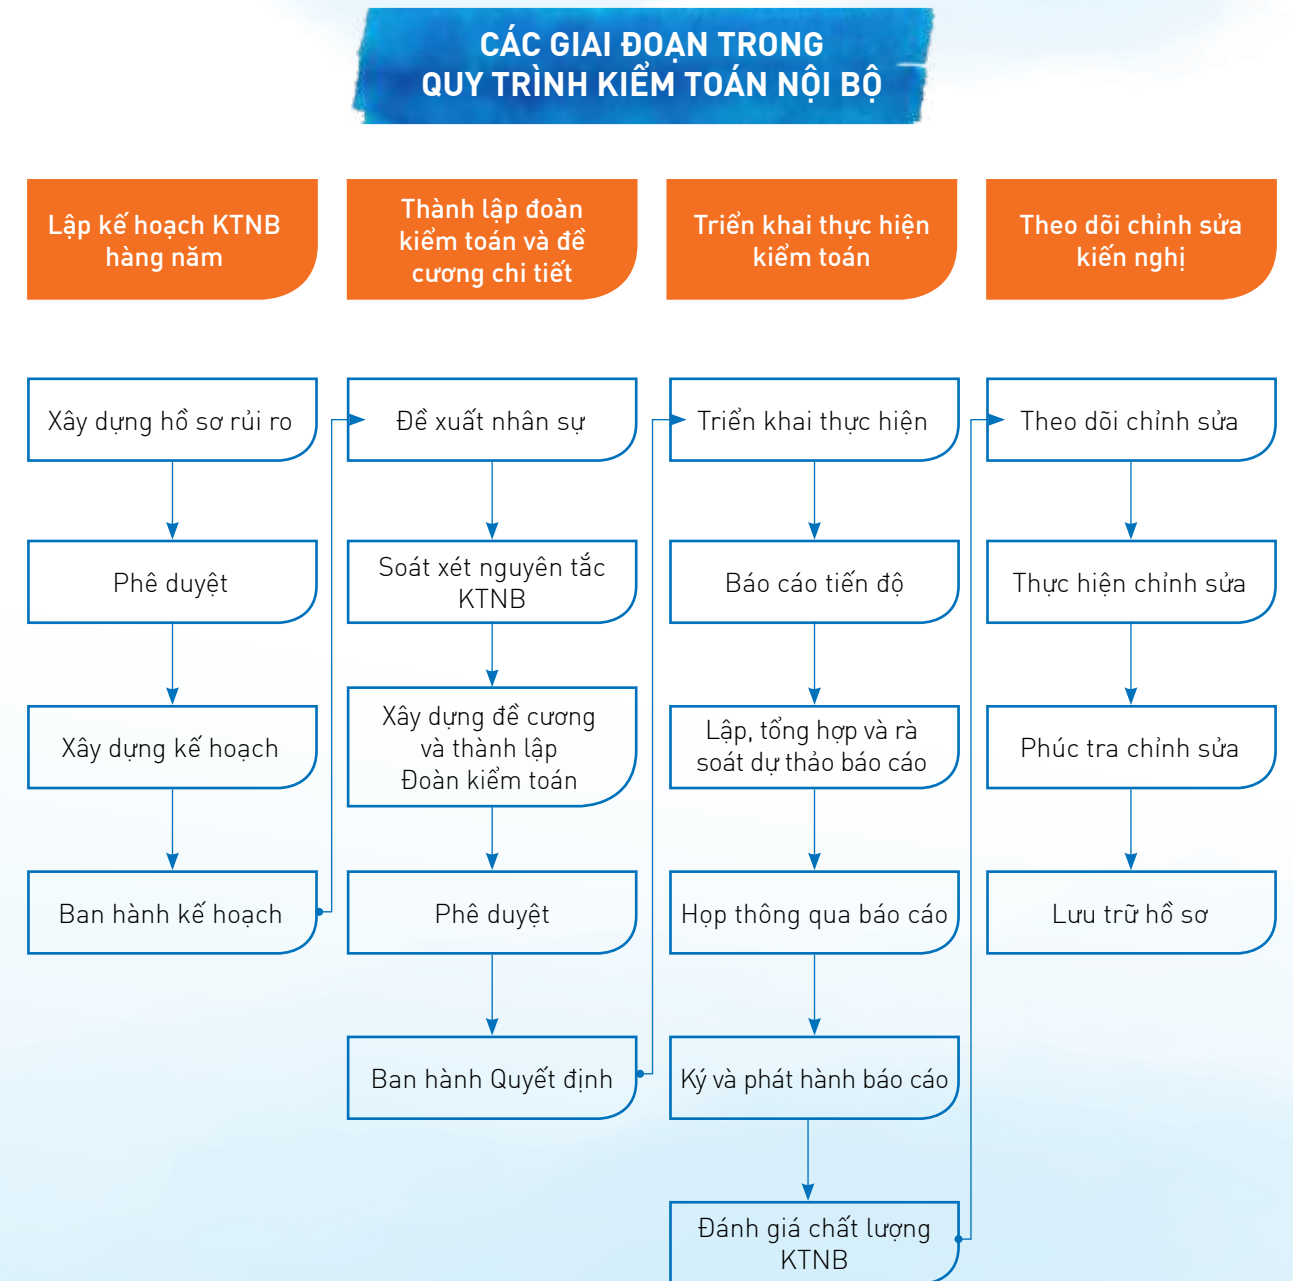 CÁC GIAI ĐOẠN TRONG
QUY TRÌNH KIỂM TOÁN NỘI BỘ
Lập kế hoạch KTNB
hàng năm
Thành lập đoàn
kiểm toán và đề
cương chi tiết
Triển khai thực hiện
kiểm toán
Theo dõi chỉnh sửa
kiến nghị
Xây dựng hồ sơ rủi ro
Phê duyệt
Xây dựng kế hoạch
Ban hành kế hoạch
Đề xuất nhân sự
Soát xét nguyên tắc
KTNB
Xây dựng đề cương
và thành lập
Đoàn kiểm toán
Phê duyệt
Ban hành Quyết định
Triển khai thực hiện
Báo cáo tiến độ
Lập, tổng hợp và rà
soát dự thảo báo cáo
Họp thông qua báo cáo
Ký và phát hành báo cáo
Đánh giá chất lượng
KTNB
Theo dõi chỉnh sửa
Thực hiện chỉnh sửa
Phúc tra chỉnh sửa
Lưu trữ hồ sơ